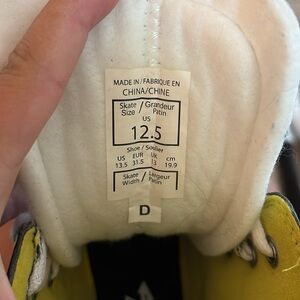 MADE IN / FABRIQUE EN
CHINA/CHINE
Skate / Grandeur
Size / Patin
US
12.5
Shoe / Soulier
US EUR UK cm
13.5 31.5 13 19.9
Skate / Largeur
Width / Patin
D